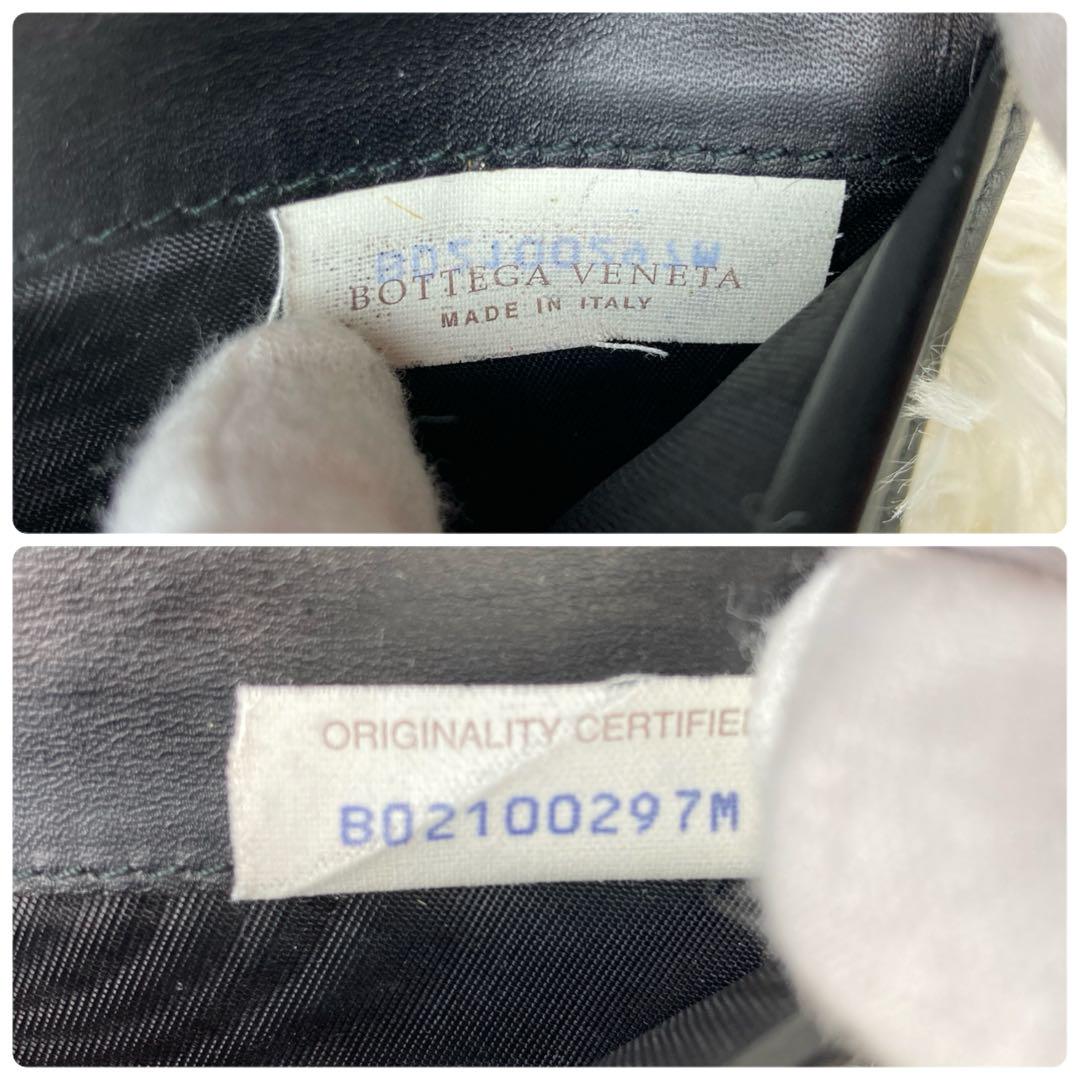 BOTTEGA VENETA
MADE IN ITALY
ORIGINALITY CERTIFIED
B02100297M